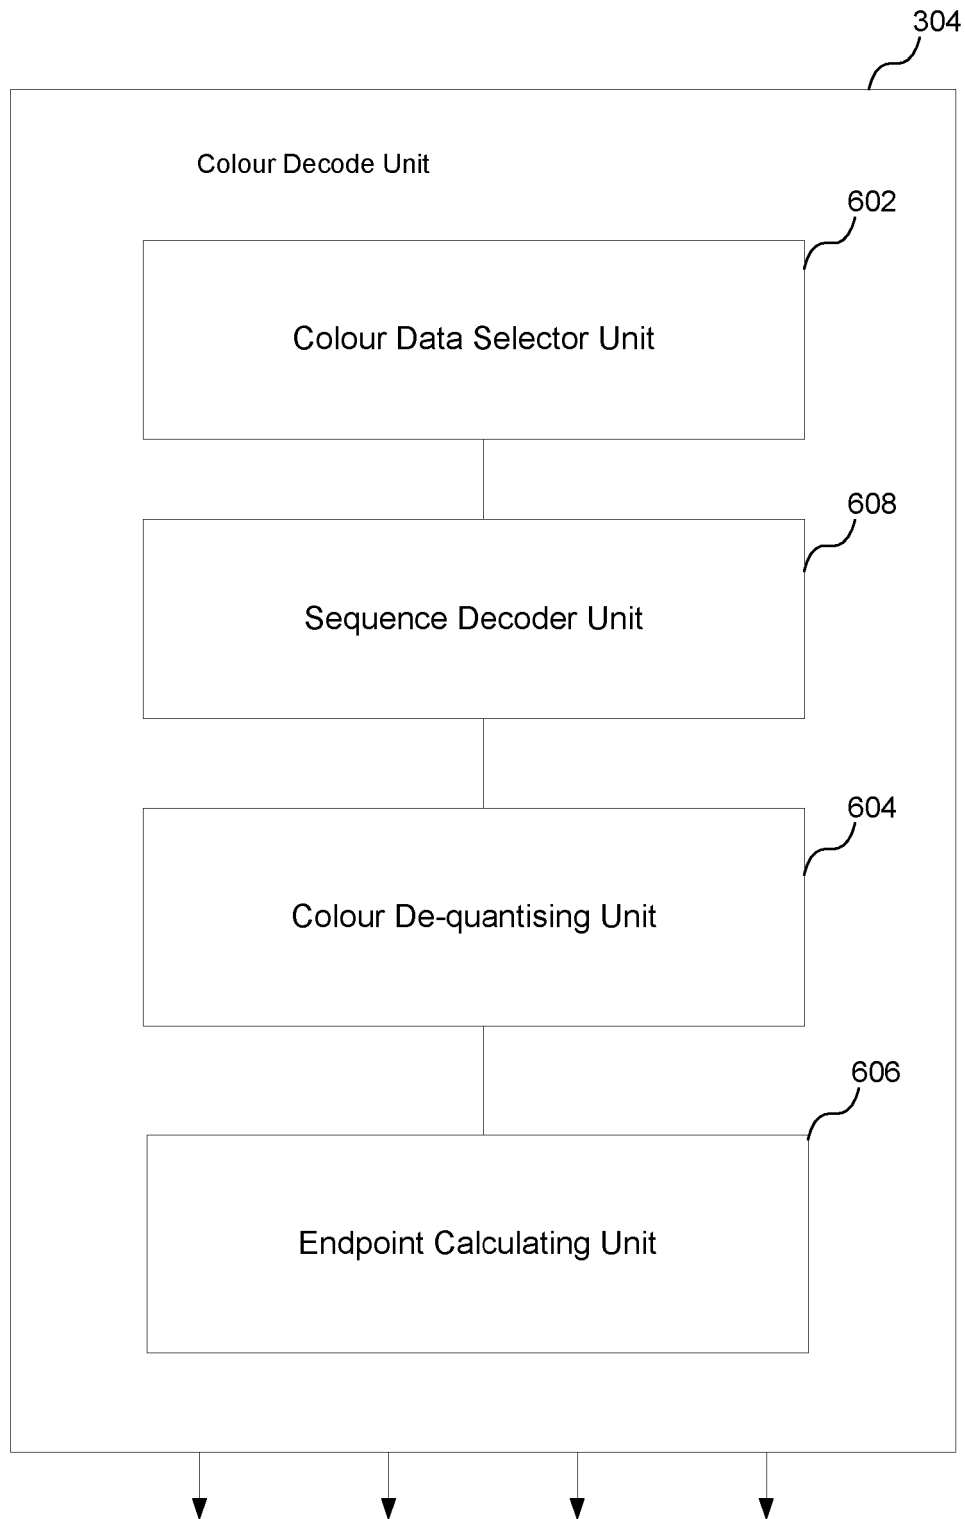 304
Colour Decode Unit
602
Colour Data Selector Unit
608
Sequence Decoder Unit
604
Colour De-quantising Unit
606
Endpoint Calculating Unit